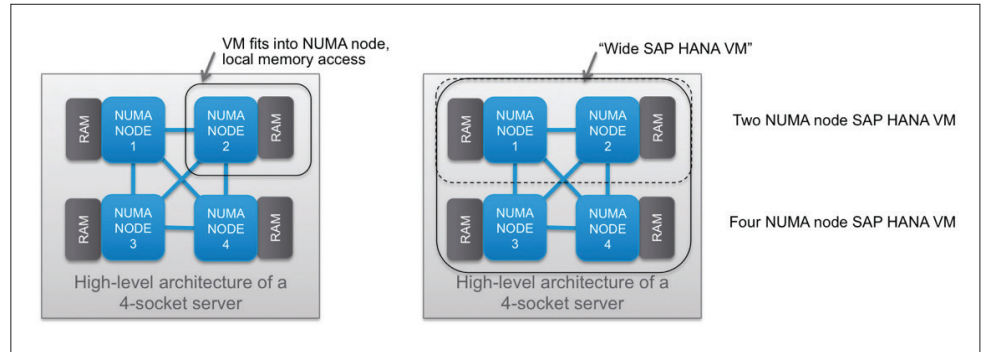 VM fits into NUMA node,
local memory access
RAM
NUMA
NODE
1
NUMA
NODE
2
RAM
RAM
NUMA
NODE
3
NUMA
NODE
4
RAM
High-level architecture of a
4-socket server
“Wide SAP HANA VM”
RAM
NUMA
NODE
1
NUMA
NODE
2
RAM
Two NUMA node SAP HANA VM
RAM
NUMA
NODE
3
NUMA
NODE
4
RAM
Four NUMA node SAP HANA VM
High-level architecture of a
4-socket server